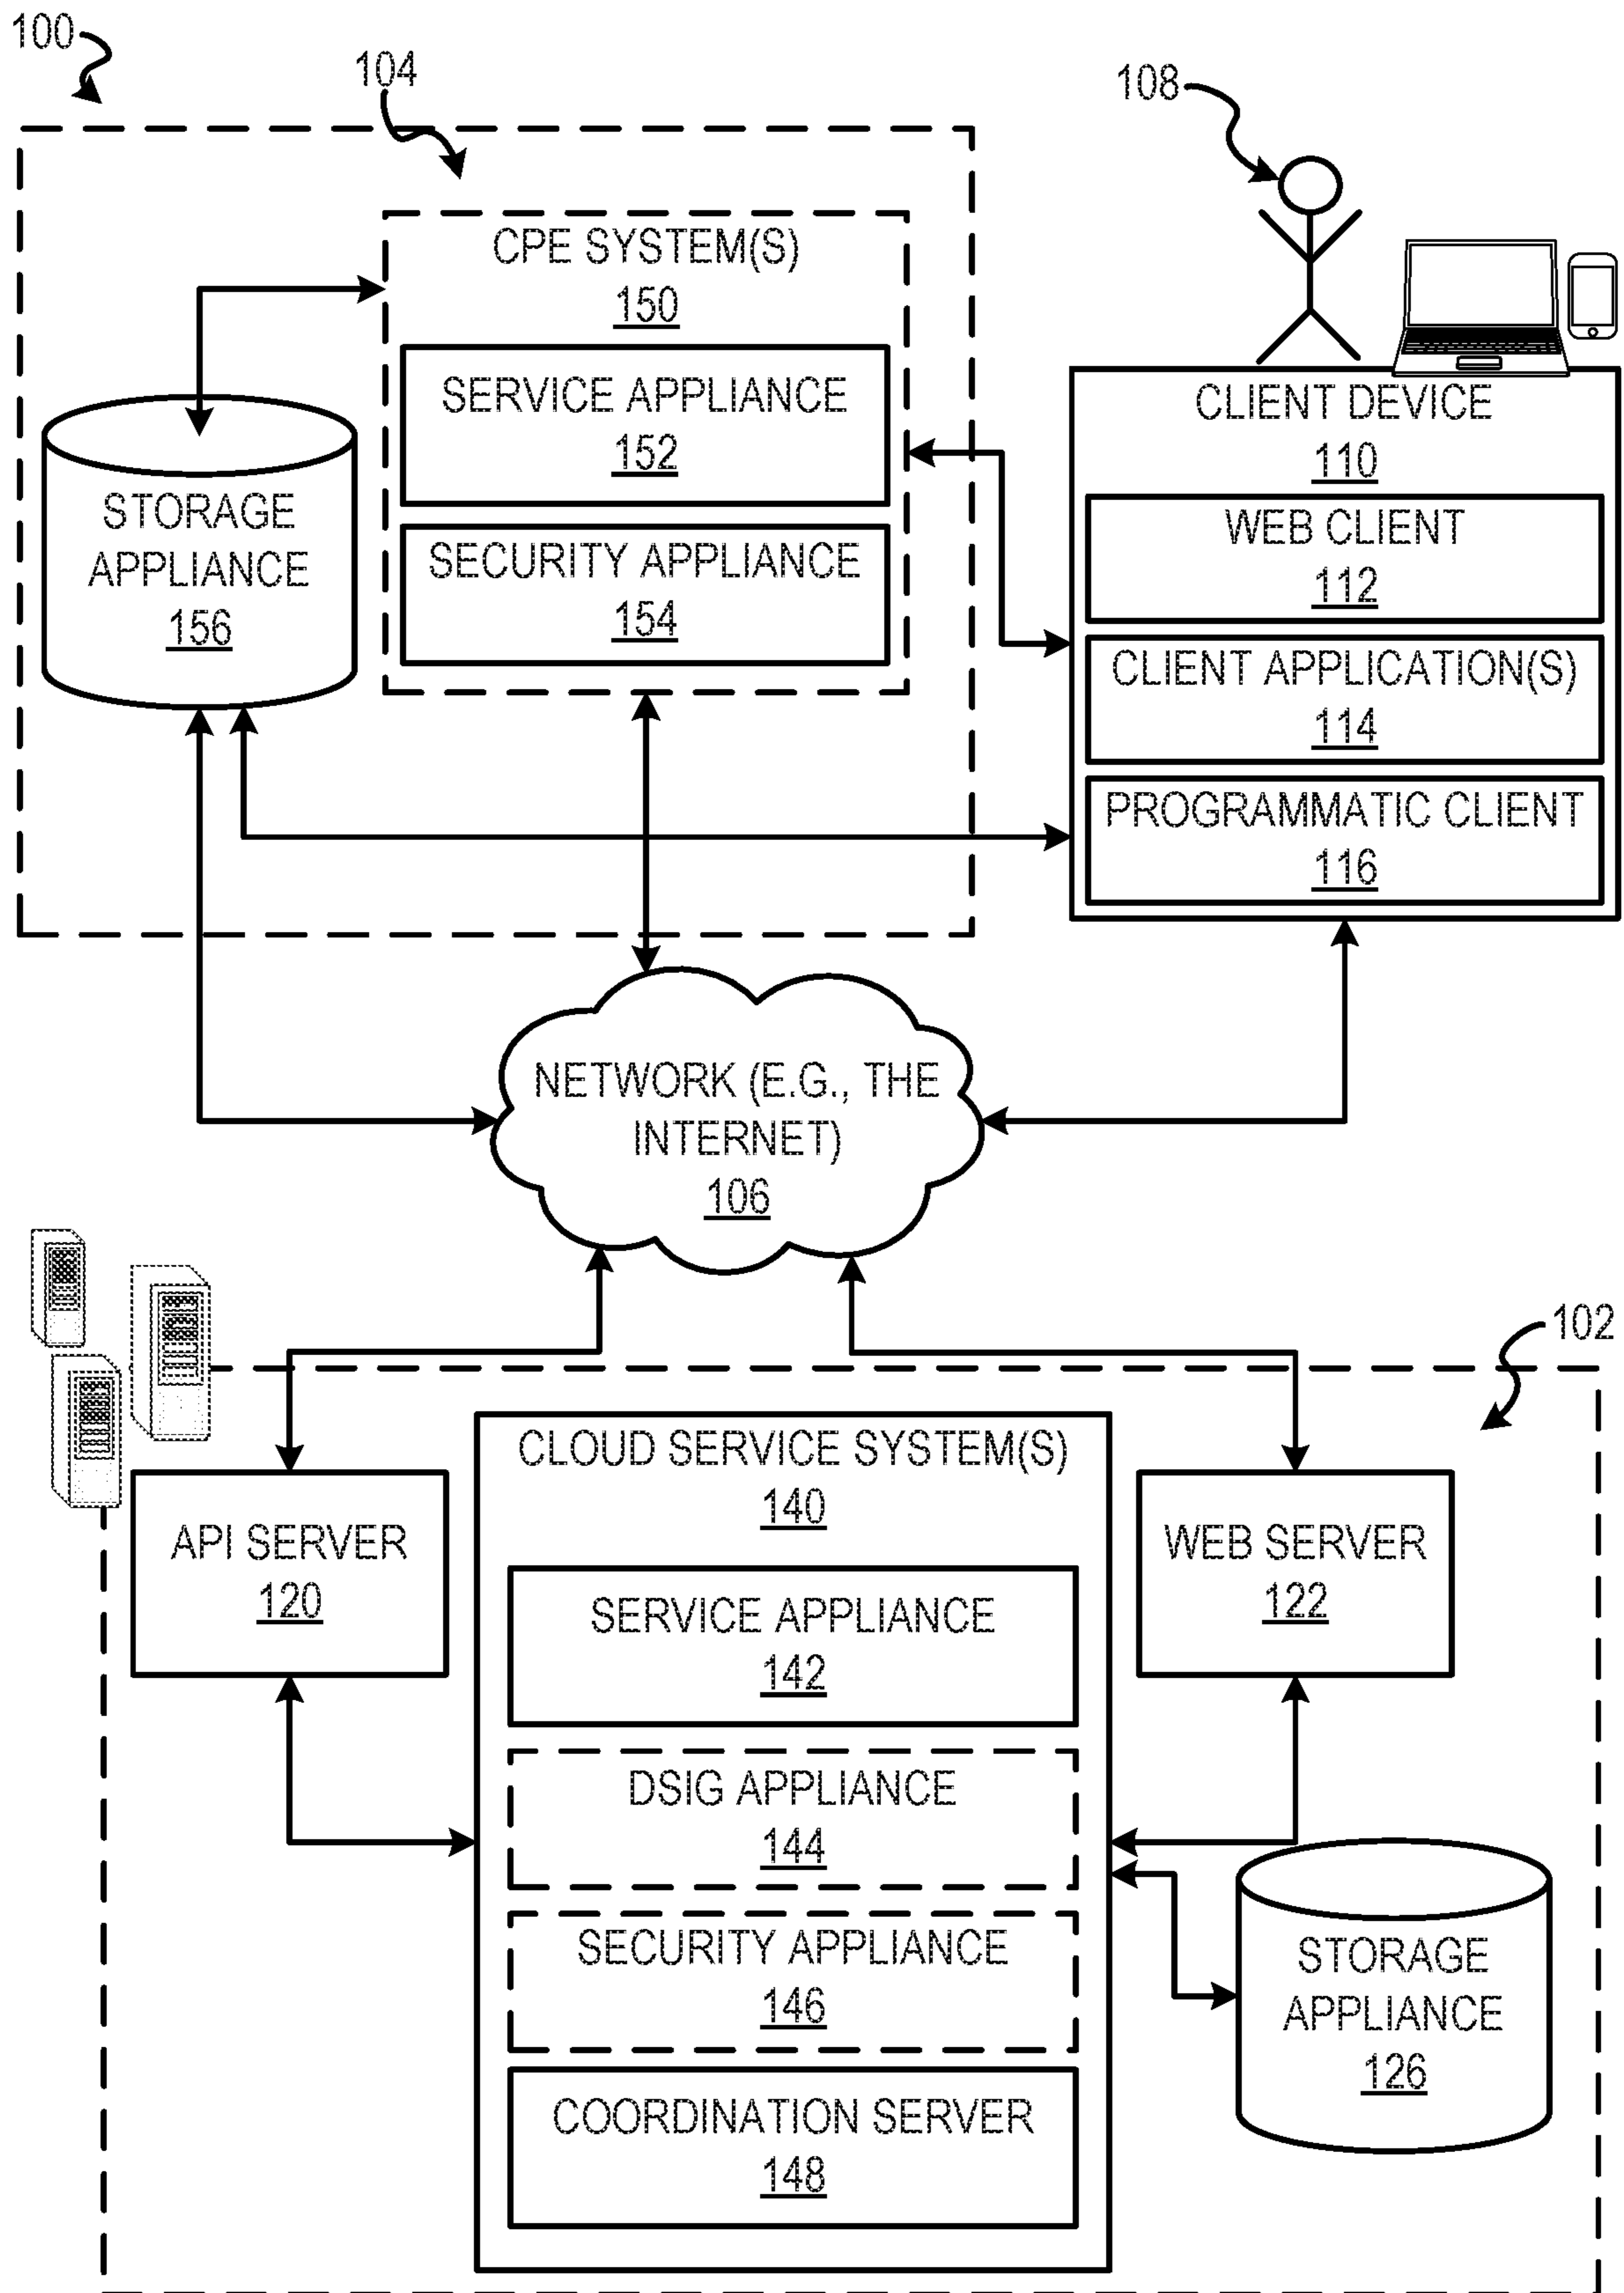 100
104
108
CPE SYSTEM(S)
150
SERVICE APPLIANCE
152
SECURITY APPLIANCE
154
STORAGE
APPLIANCE
156
CLIENT DEVICE
110
WEB CLIENT
112
CLIENT APPLICATION(S)
114
PROGRAMMATIC CLIENT
116
NETWORK (E.G., THE
INTERNET)
106
102
CLOUD SERVICE SYSTEM(S)
140
API SERVER
120
SERVICE APPLIANCE
142
DSIG APPLIANCE
144
SECURITY APPLIANCE
146
COORDINATION SERVER
148
WEB SERVER
122
STORAGE
APPLIANCE
126